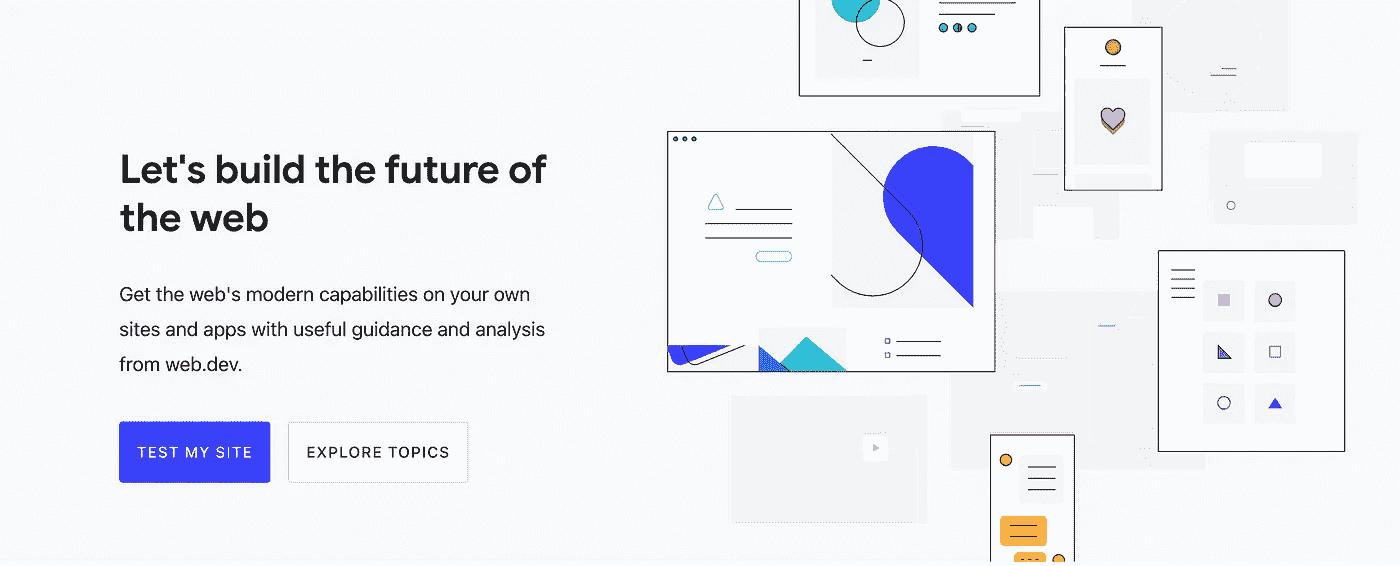 Let's build the future of
the web
Get the web's modern capabilities on your own
sites and apps with useful guidance and analysis
from web.dev.
TEST MY SITE
EXPLORE TOPICS